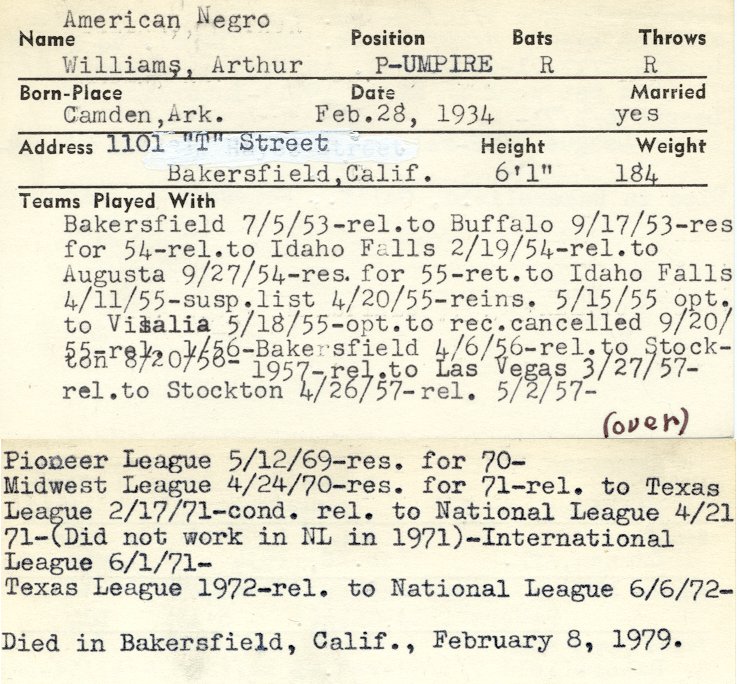 American Negro
Name Position Bats Throws
Williams, Arthur P-UMPIRE R R
Born-Place Date Married
Camden,Ark. Feb.28, 1934 yes
Address 1101 "T" Street Height Weight
Bakersfield,Calif. 6'1" 184
Teams Played With
Bakersfield 7/5/53-rel.to Buffalo 9/17/53-res
for 54-rel.to Idaho Falls 2/19/54-rel.to
Augusta 9/27/54-res. for 55-ret.to Idaho Falls
4/11/55-susp.list 4/20/55-reins. 5/15/55 opt.
to Visalia 5/18/55-opt.to rec.cancelled 9/20/
55-rel. 1/56-Bakersfield 4/6/56-rel.to Stock-
ton 8/20/56- 1957-rel.to Las Vegas 3/27/57-
rel.to Stockton 4/26/57-rel. 5/2/57-
(over)
Pioneer League 5/12/69-res. for 70-
Midwest League 4/24/70-res. for 71-rel. to Texas
League 2/17/71-cond. rel. to National League 4/21
71-(Did not work in NL in 1971)-International
League 6/1/71-
Texas League 1972-rel. to National League 6/6/72-
Died in Bakersfield, Calif., February 8, 1979.